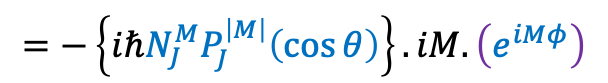 = − {iℏN_J^M P_J^{|M|}(cos θ)} . iM. (e^{iMϕ})